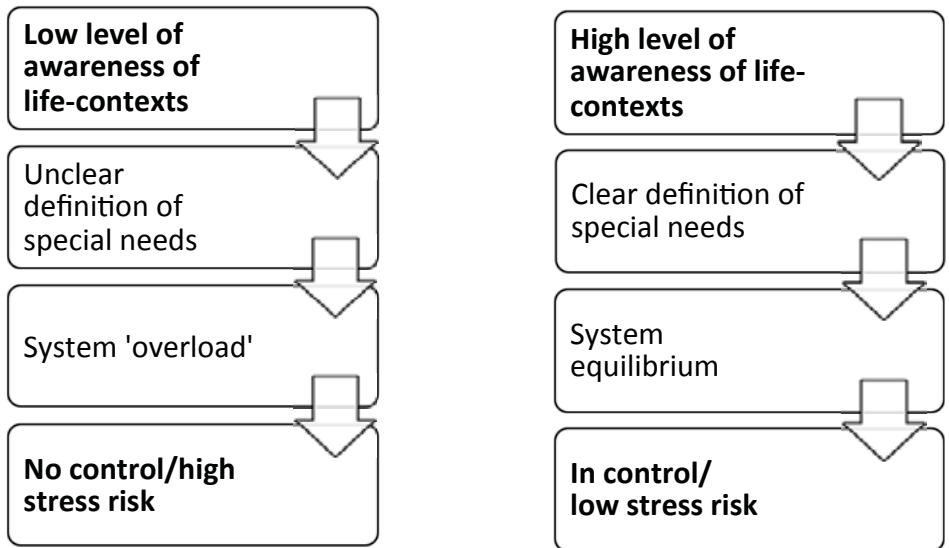 Low level of
awareness of
life-contexts
Unclear
definition of
special needs
System 'overload'
No control/high
stress risk
High level of
awareness of life-
contexts
Clear definition of
special needs
System
equilibrium
In control/
low stress risk